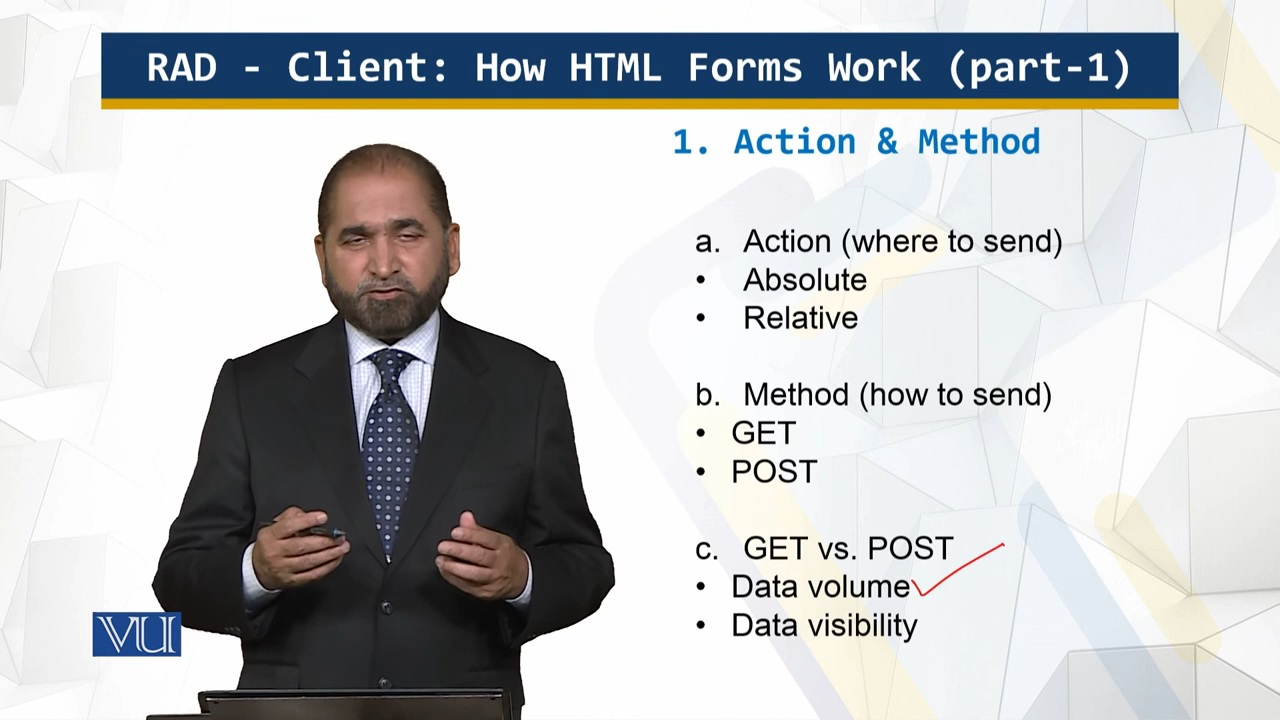 RAD - Client: How HTML Forms Work (part-1)
1. Action & Method
a. Action (where to send)
• Absolute
• Relative
b. Method (how to send)
• GET
• POST
c. GET vs. POST
• Data volume
• Data visibility
VU